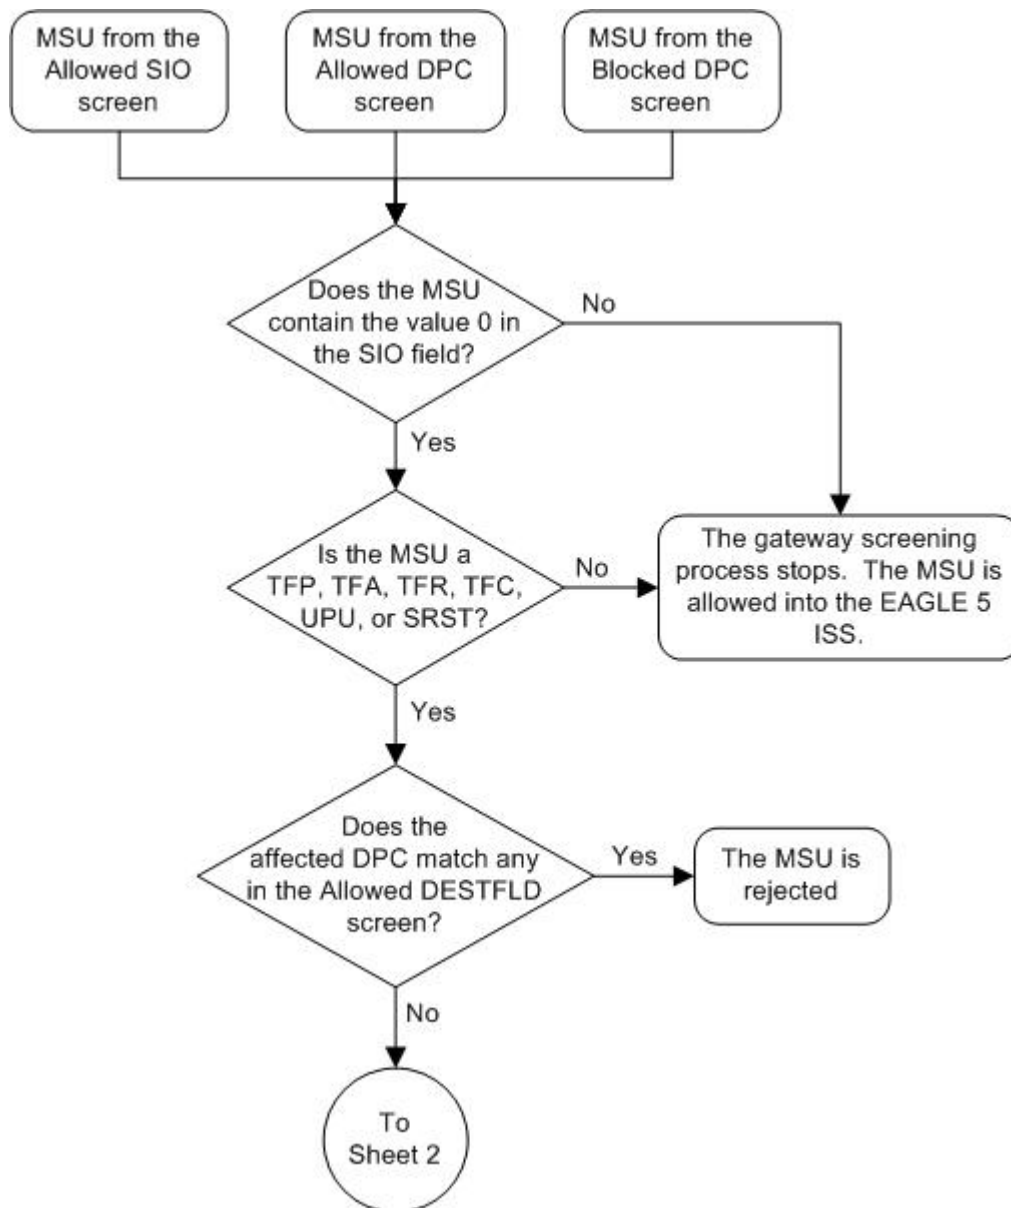 MSU from the
Allowed SIO
screen
MSU from the
Allowed DPC
screen
MSU from the
Blocked DPC
screen
Does the MSU
contain the value 0 in
the SIO field?
No
Yes
Is the MSU a
TFP, TFA, TFR, TFC,
UPU, or SRST?
No
The gateway screening
process stops.  The MSU is
allowed into the EAGLE 5
ISS.
Yes
Does the
affected DPC match any
in the Allowed DESTFLD
screen?
Yes
The MSU is
rejected
No
To
Sheet 2